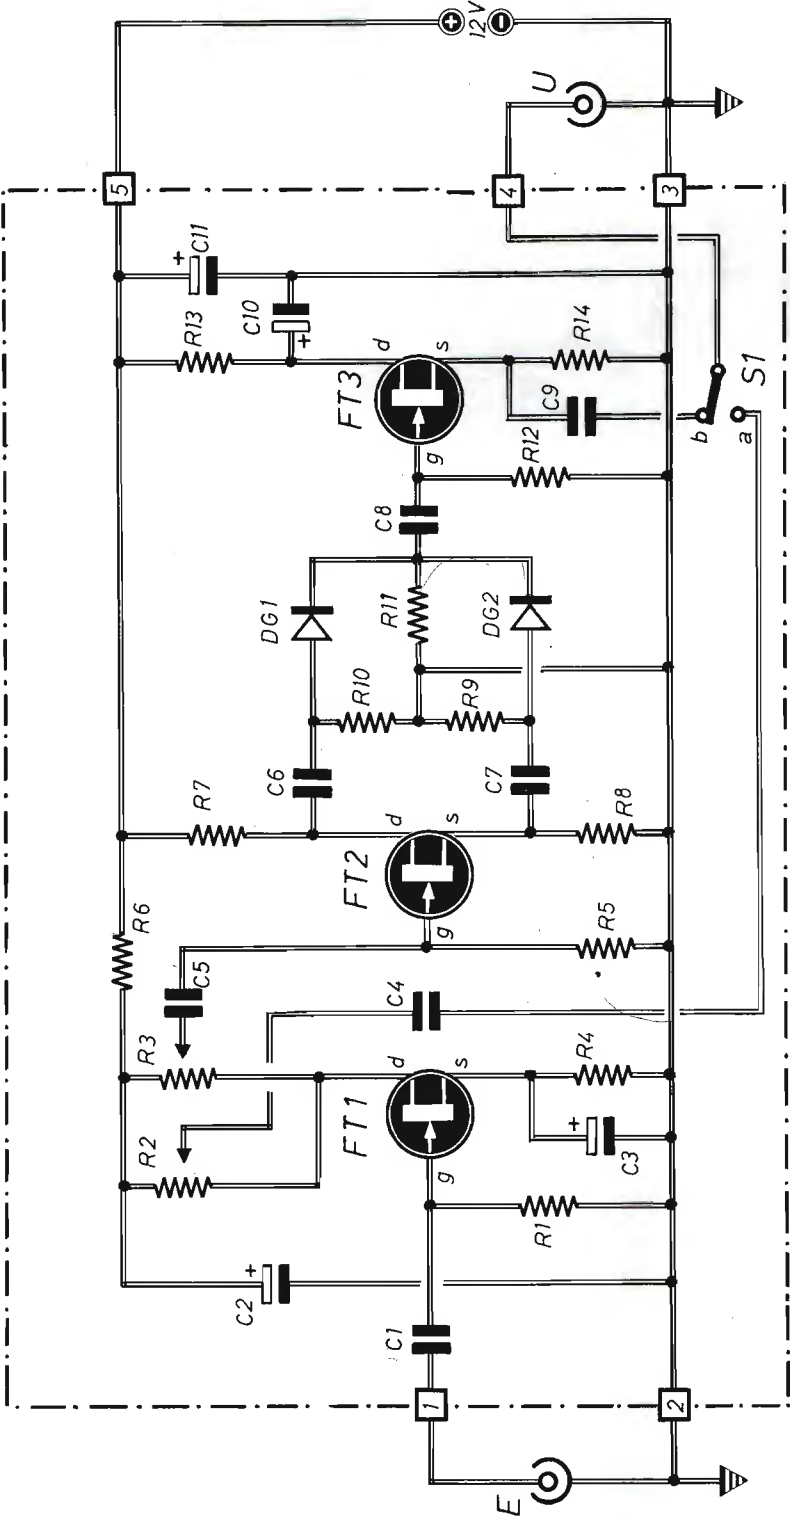 R6
5
R2
R3
R7
R13
+
C11
C5
C2
+
C6
DG1
C10
+
R10
FT1
FT2
FT3
d
d
d
C1
C4
R11
C8
1
g
s
g
s
g
s
+
12V
−
C7
R9
DG2
4
E
U
R1
+
C3
R4
R5
R8
R12
C9
R14
2
3
b
a
S1